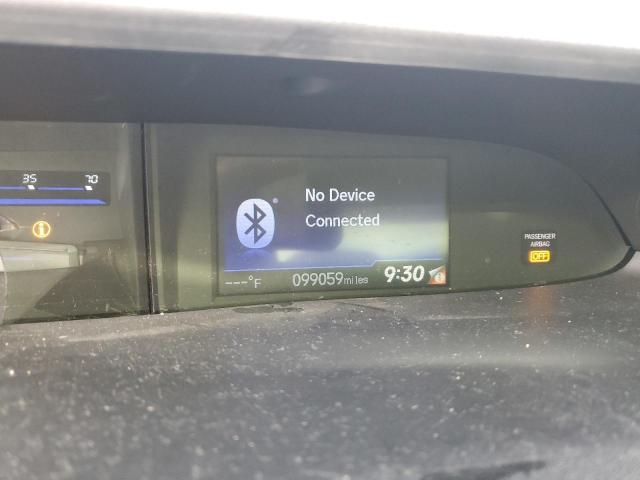 35 70
No Device
Connected
---°F 099059miles 9:30
PASSENGER
AIRBAG
OFF